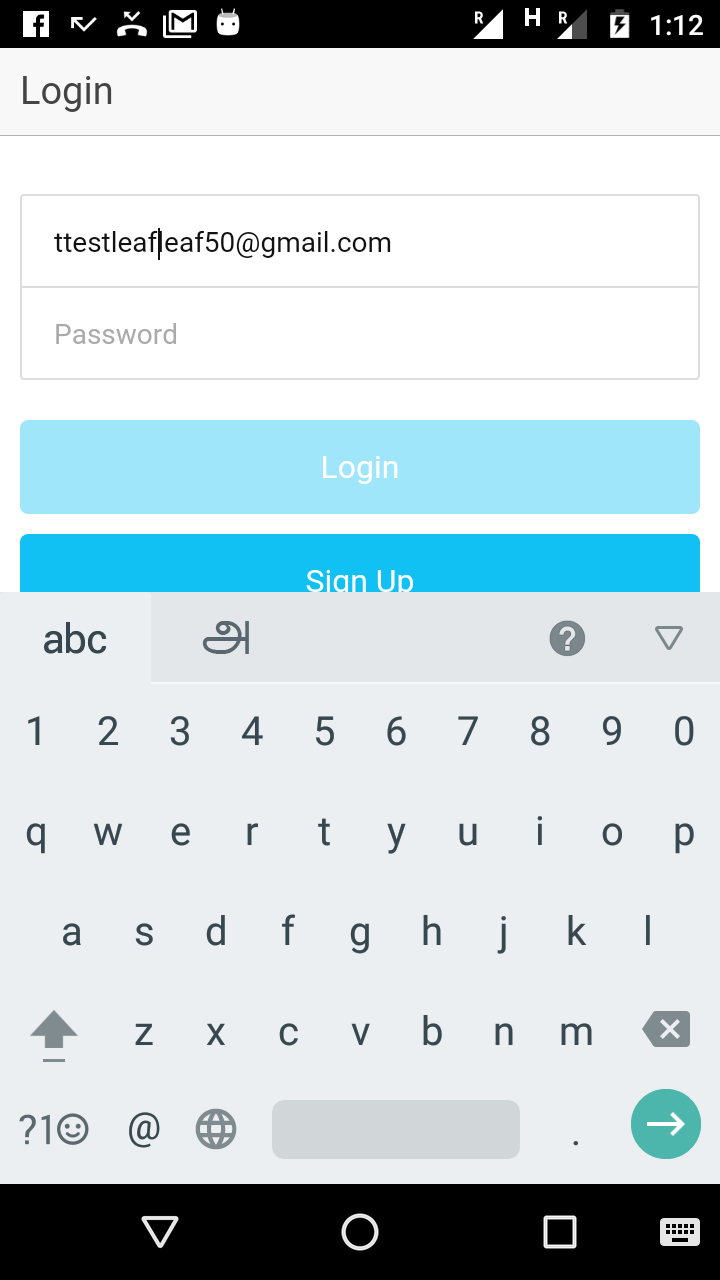 R H R 1:12
Login
ttestleafleaf50@gmail.com
Password
Login
Sign Up
abc அ ?
1 2 3 4 5 6 7 8 9 0
q w e r t y u i o p
a s d f g h j k l
z x c v b n m
?1☺ @ .